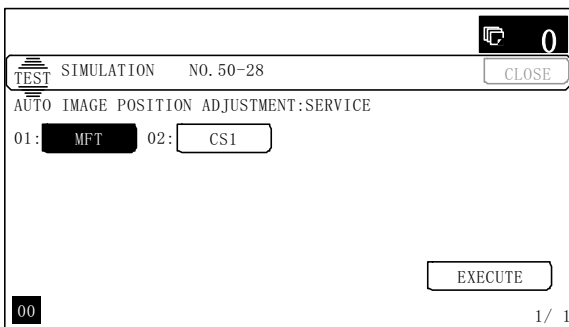 0
TEST SIMULATION NO. 50-28 CLOSE
AUTO IMAGE POSITION ADJUSTMENT:SERVICE
01: MFT 02: CS1
EXECUTE
00 1/ 1